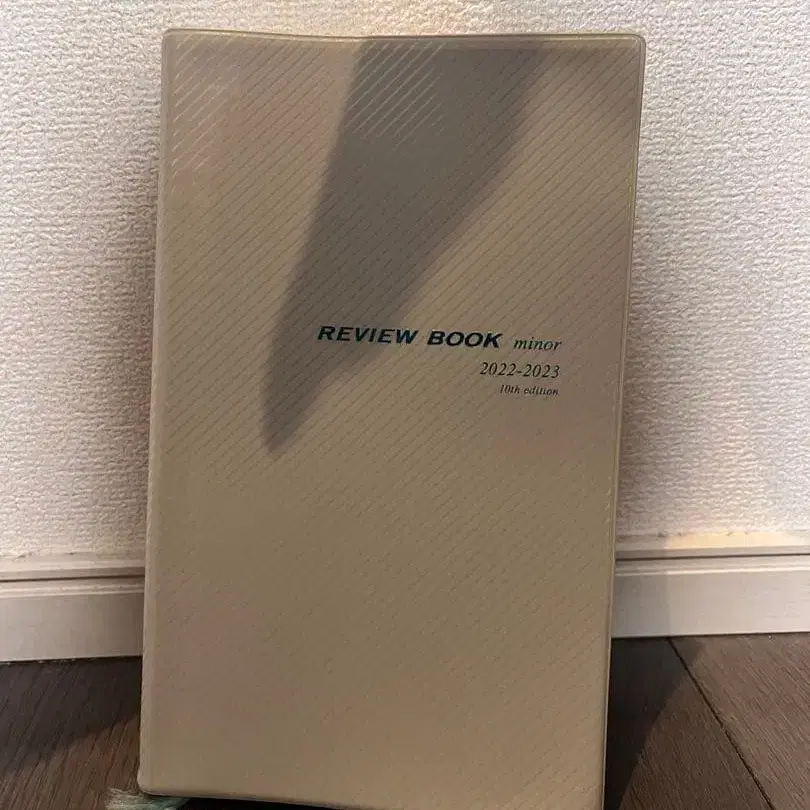 REVIEW BOOK minor
2022-2023
10th edition